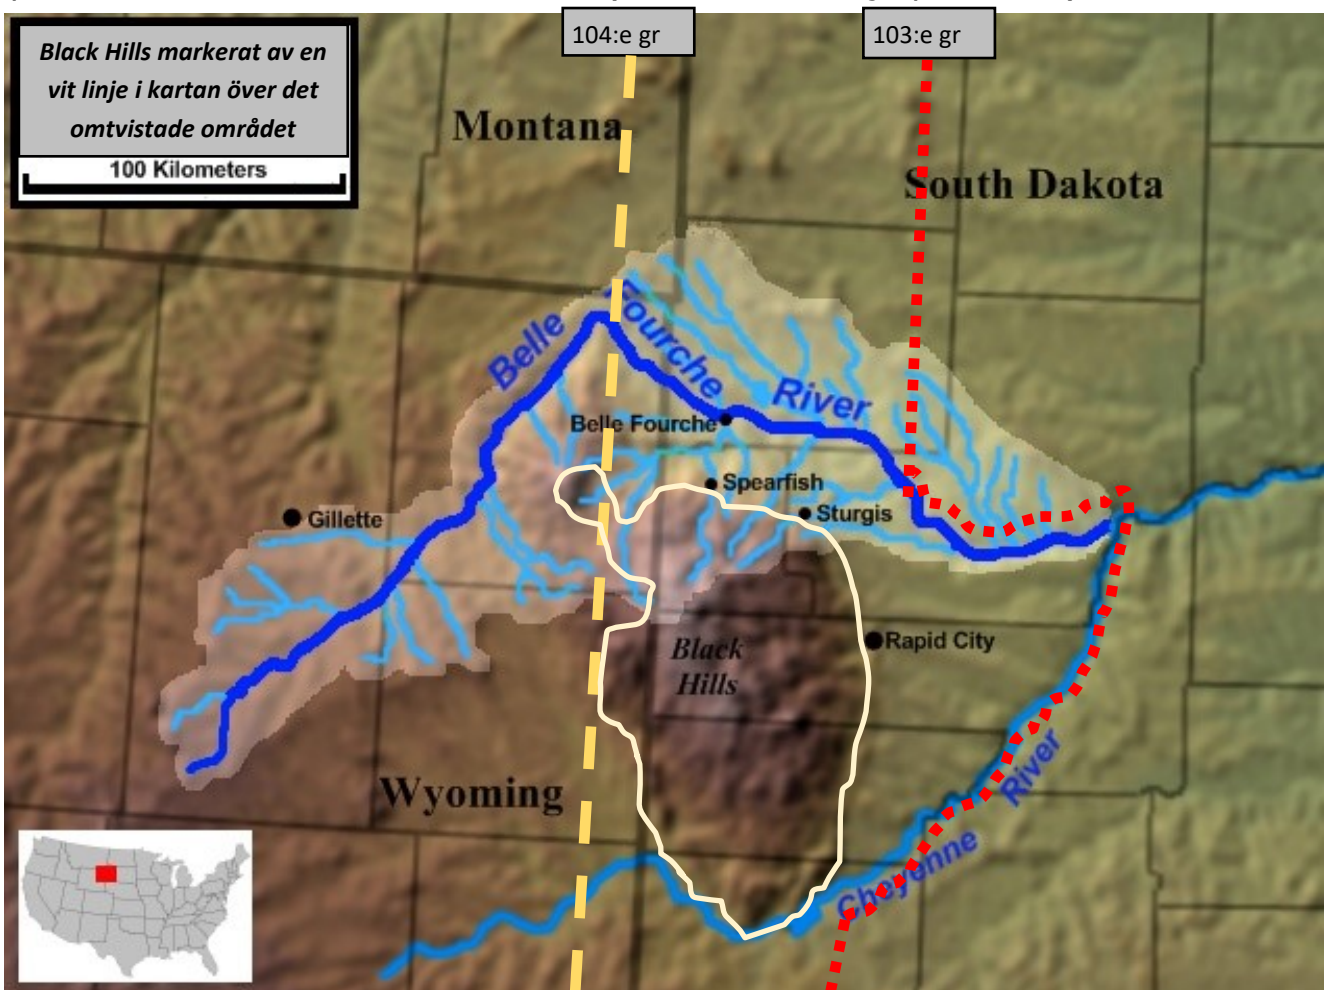 104:e gr
103:e gr
Black Hills markerat av en
vit linje i kartan över det
omtvistade området
100 Kilometers
Montana
South Dakota
Belle Fourche River
Belle Fourche
Spearfish
Gillette
Sturgis
Black
Hills
Rapid City
Wyoming
Cheyenne River